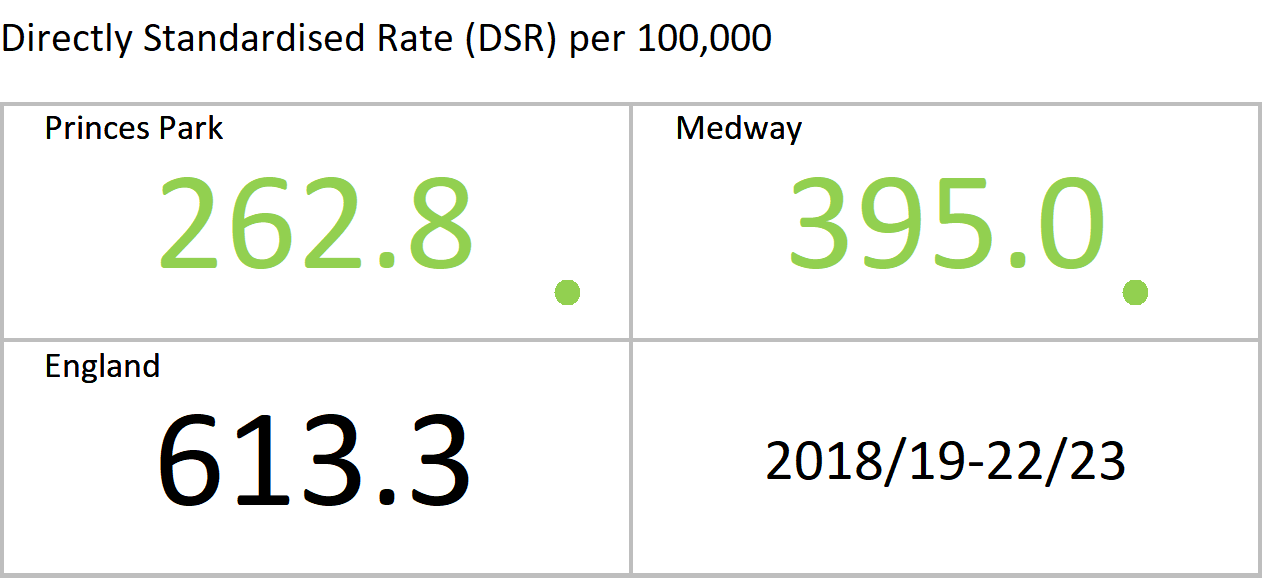 Directly Standardised Rate (DSR) per 100,000
Princes Park
262.8
Medway
395.0
England
613.3
2018/19-22/23